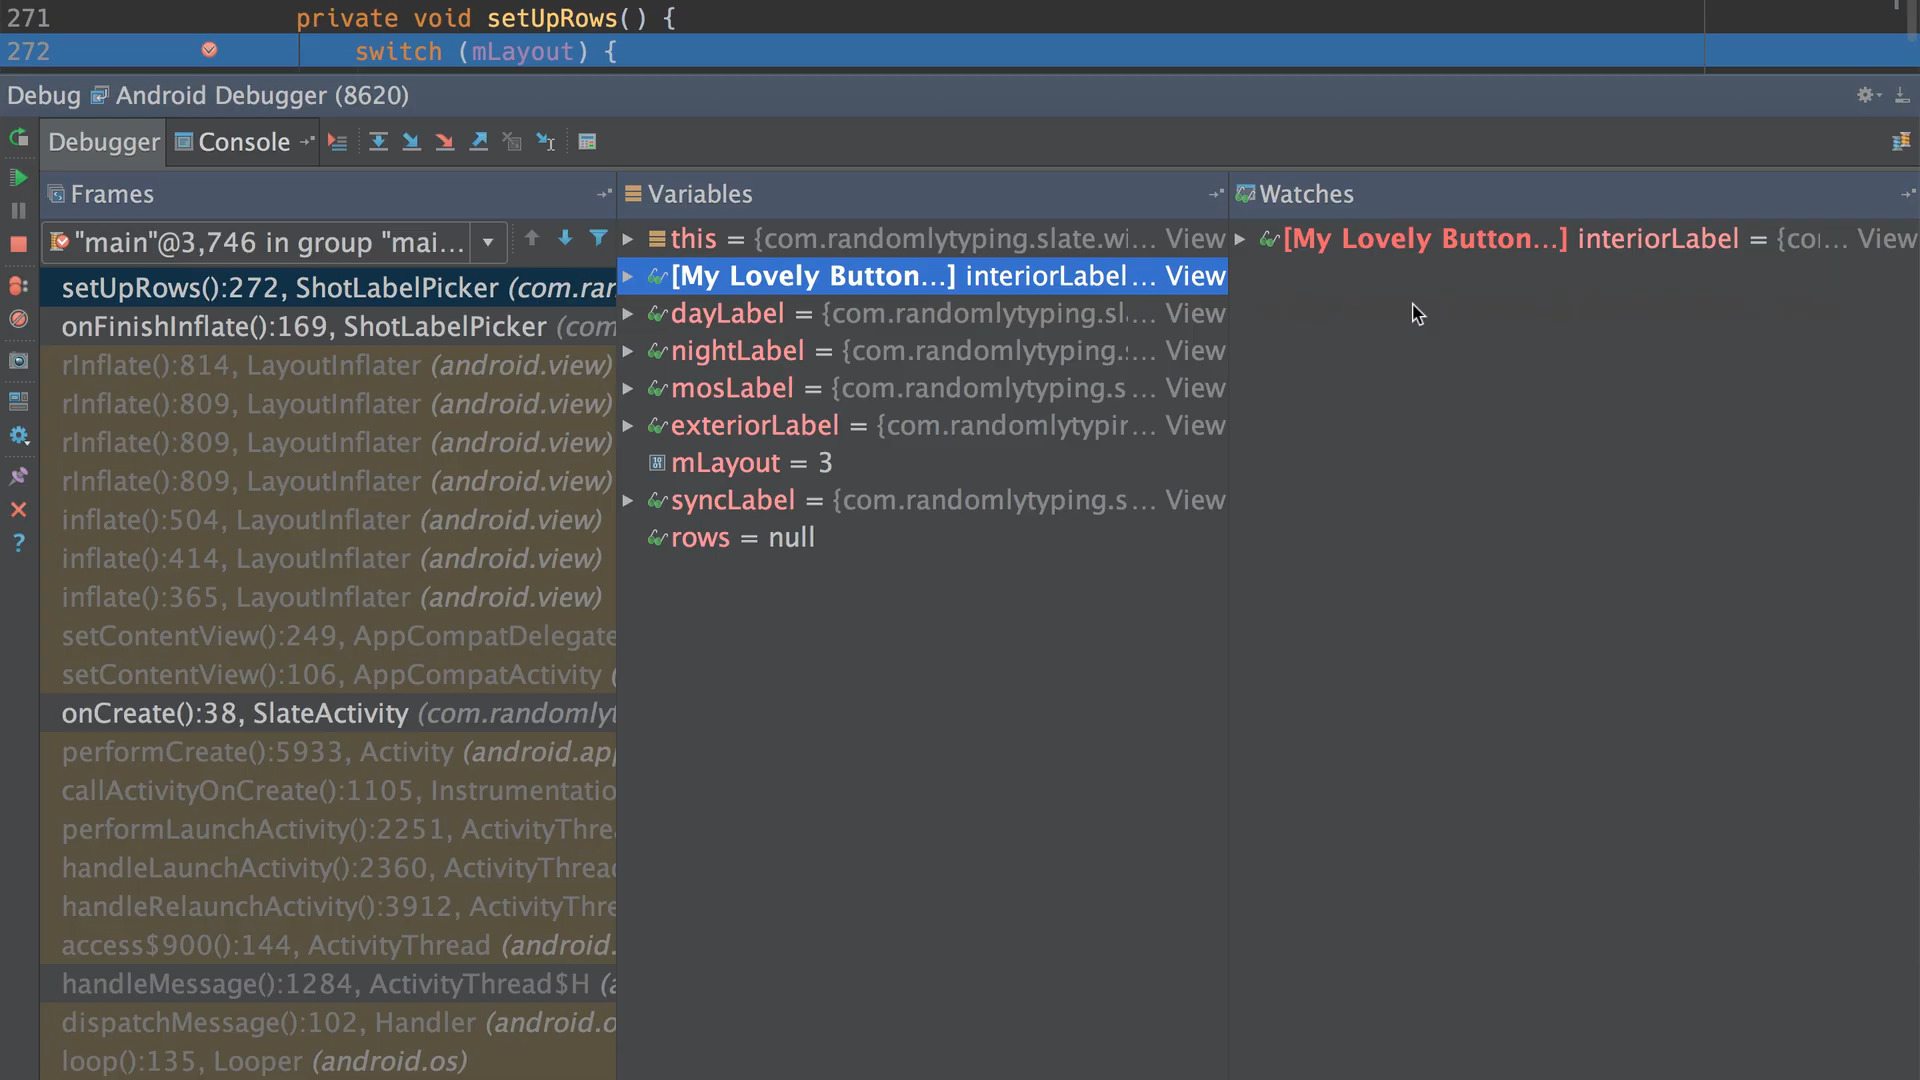 271 private void setUpRows() {
272 switch (mLayout) {
Debug Android Debugger (8620)
Debugger Console
Frames
"main"@3,746 in group "mai...
setUpRows():272, ShotLabelPicker (com.ran
onFinishInflate():169, ShotLabelPicker (com
rInflate():814, LayoutInflater (android.view)
rInflate():809, LayoutInflater (android.view)
rInflate():809, LayoutInflater (android.view)
rInflate():809, LayoutInflater (android.view)
inflate():504, LayoutInflater (android.view)
inflate():414, LayoutInflater (android.view)
inflate():365, LayoutInflater (android.view)
setContentView():249, AppCompatDelegate
setContentView():106, AppCompatActivity (
onCreate():38, SlateActivity (com.randomlyt
performCreate():5933, Activity (android.app
callActivityOnCreate():1105, Instrumentatio
performLaunchActivity():2251, ActivityThre
handleLaunchActivity():2360, ActivityThread
handleRelaunchActivity():3912, ActivityThre
access$900():144, ActivityThread (android.
handleMessage():1284, ActivityThread$H (a
dispatchMessage():102, Handler (android.o
loop():135, Looper (android.os)
Variables
this = {com.randomlytyping.slate.wi... View
[My Lovely Button...] interiorLabel... View
dayLabel = {com.randomlytyping.sl... View
nightLabel = {com.randomlytyping.... View
mosLabel = {com.randomlytyping.s... View
exteriorLabel = {com.randomlytypin... View
mLayout = 3
syncLabel = {com.randomlytyping.s... View
rows = null
Watches
[My Lovely Button...] interiorLabel = {co... View